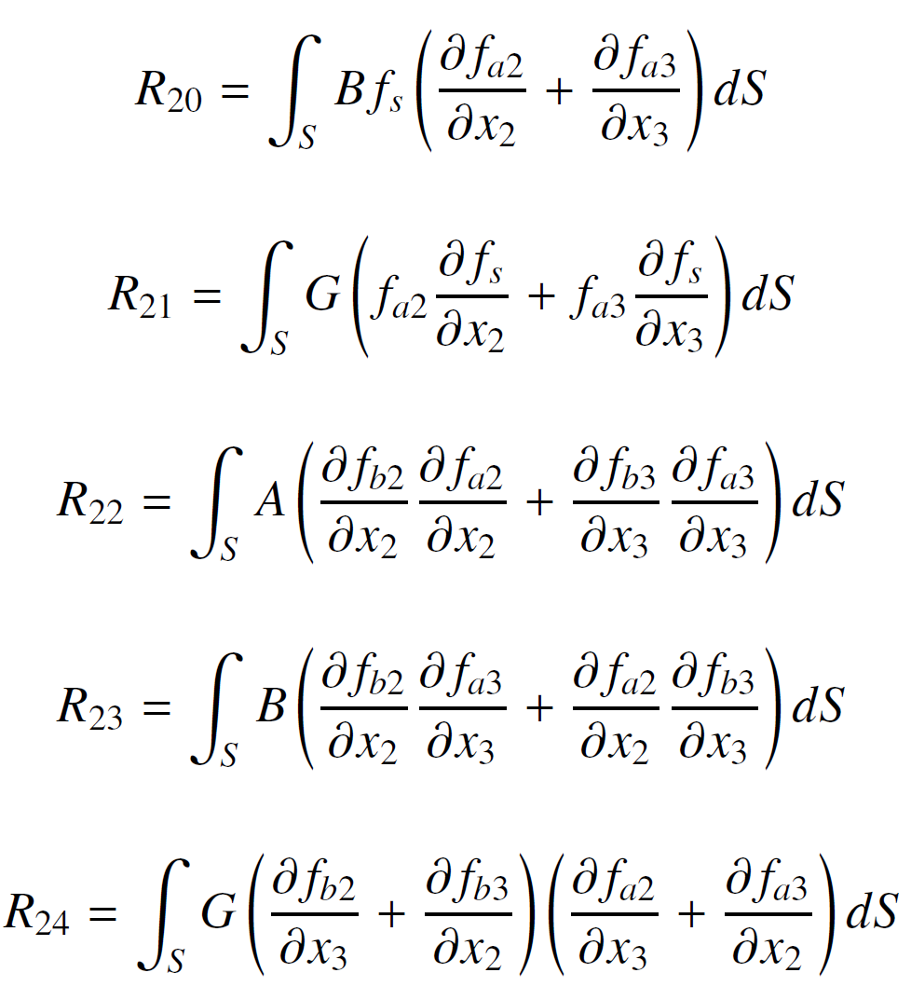 $R_{20} = \int_S B f_s \left( \frac{\partial f_{a2}}{\partial x_2} + \frac{\partial f_{a3}}{\partial x_3} \right) dS$
$R_{21} = \int_S G \left( f_{a2} \frac{\partial f_s}{\partial x_2} + f_{a3} \frac{\partial f_s}{\partial x_3} \right) dS$
$R_{22} = \int_S A \left( \frac{\partial f_{b2}}{\partial x_2} \frac{\partial f_{a2}}{\partial x_2} + \frac{\partial f_{b3}}{\partial x_3} \frac{\partial f_{a3}}{\partial x_3} \right) dS$
$R_{23} = \int_S B \left( \frac{\partial f_{b2}}{\partial x_2} \frac{\partial f_{a3}}{\partial x_3} + \frac{\partial f_{a2}}{\partial x_2} \frac{\partial f_{b3}}{\partial x_3} \right) dS$
$R_{24} = \int_S G \left( \frac{\partial f_{b2}}{\partial x_3} + \frac{\partial f_{b3}}{\partial x_2} \right) \left( \frac{\partial f_{a2}}{\partial x_3} + \frac{\partial f_{a3}}{\partial x_2} \right) dS$